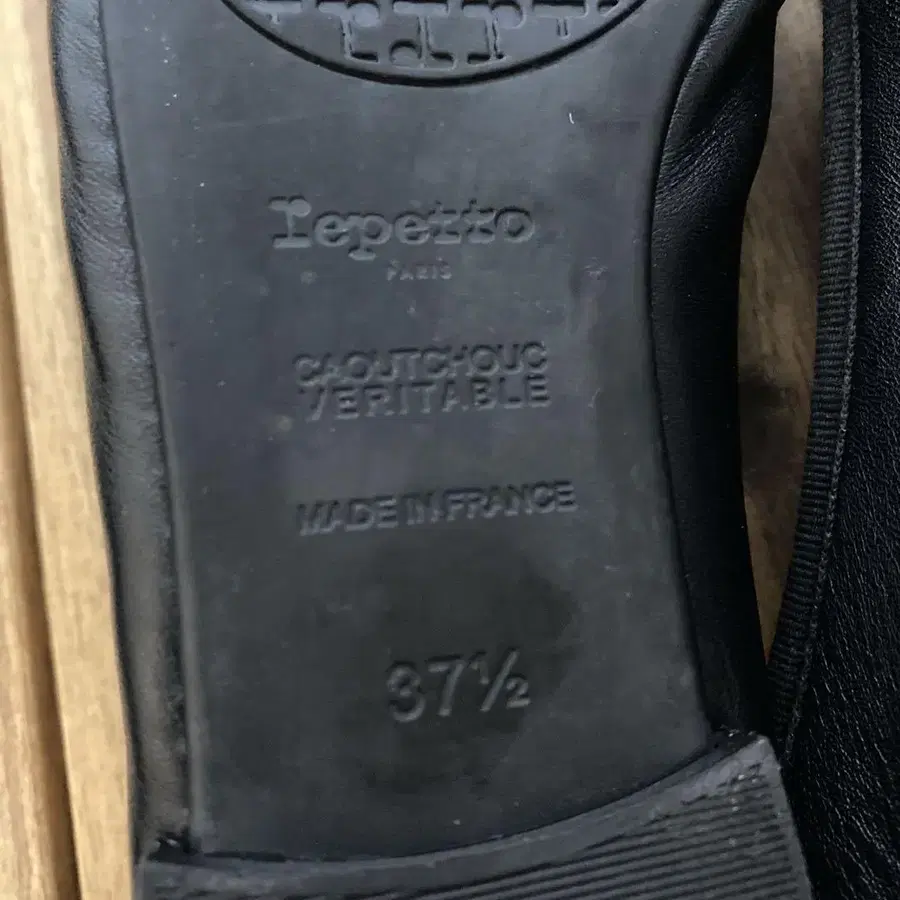 repetto
PARIS
CAOUTCHOUC
VERITABLE
MADE IN FRANCE
37½